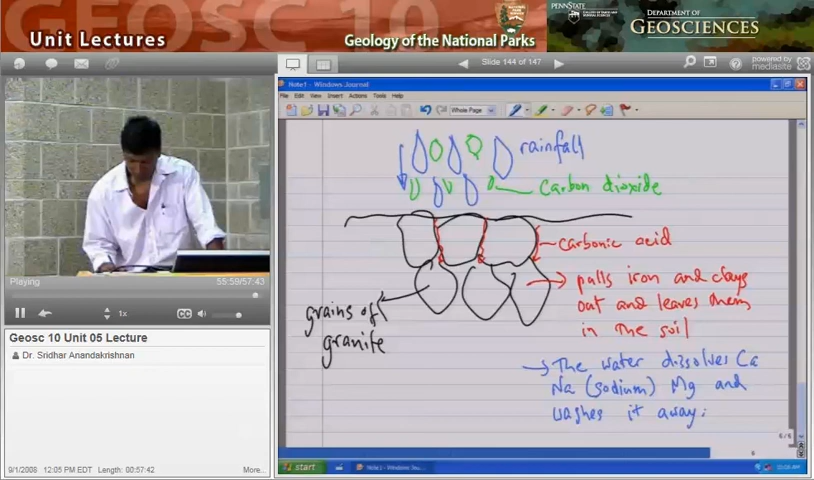 GEOSC 10
Unit Lectures
Geology of the National Parks
PENNSTATE
DEPARTMENT OF
GEOSCIENCES
Slide 144 of 147
powered by
mediasite
Note1 - Windows Journal
File Edit View Insert Actions Tools Help
Whole Page
rainfall
Carbon dioxide
carbonic acid
pulls iron and clays
out and leaves them
in the soil
grains of
granite
The water dissolves Ca
Na (sodium) Mg and
washes it away.
start
Note1 - Windows Jou...
Playing
55:59/57:43
1x
CC
Geosc 10 Unit 05 Lecture
Dr. Sridhar Anandakrishnan
9/1/2008 12:05 PM EDT Length: 00:57:42
More...